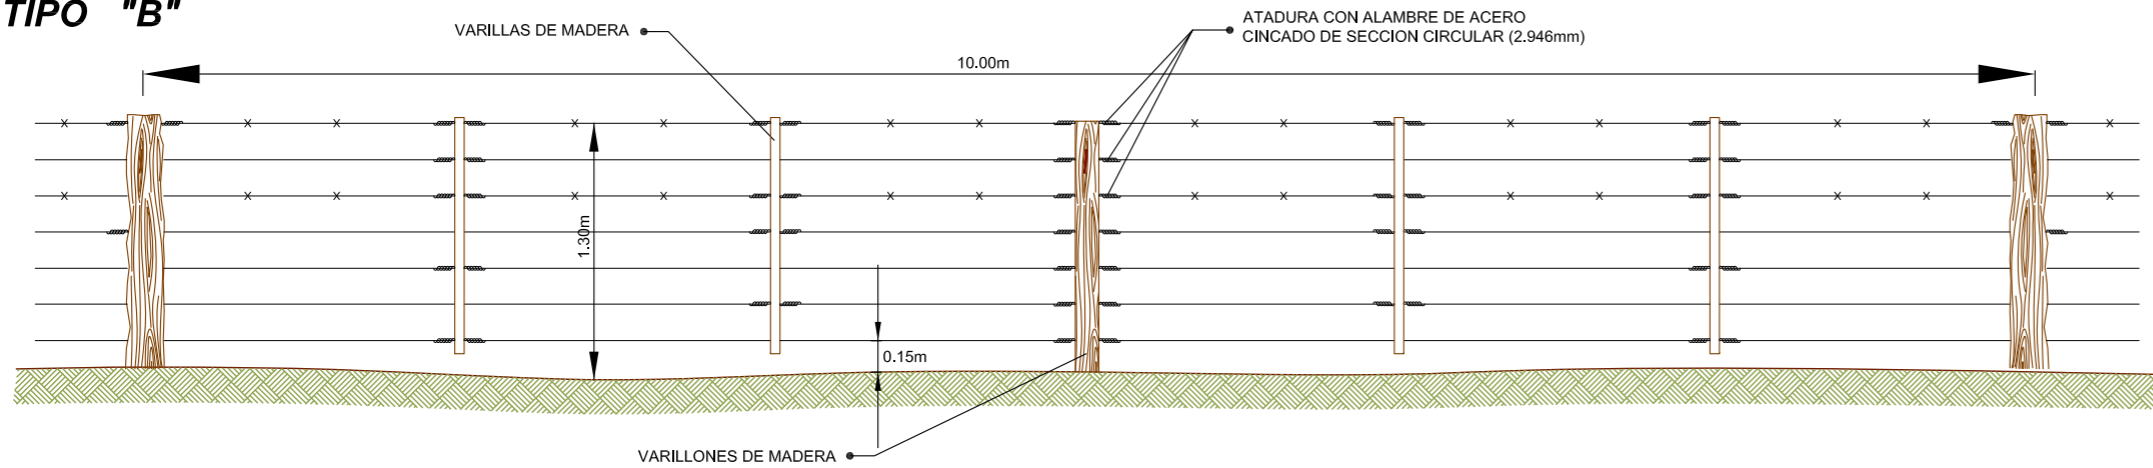 TIPO "B"
VARILLAS DE MADERA
ATADURA CON ALAMBRE DE ACERO
CINCADO DE SECCION CIRCULAR (2.946mm)
10.00m
1.30m
0.15m
VARILLONES DE MADERA